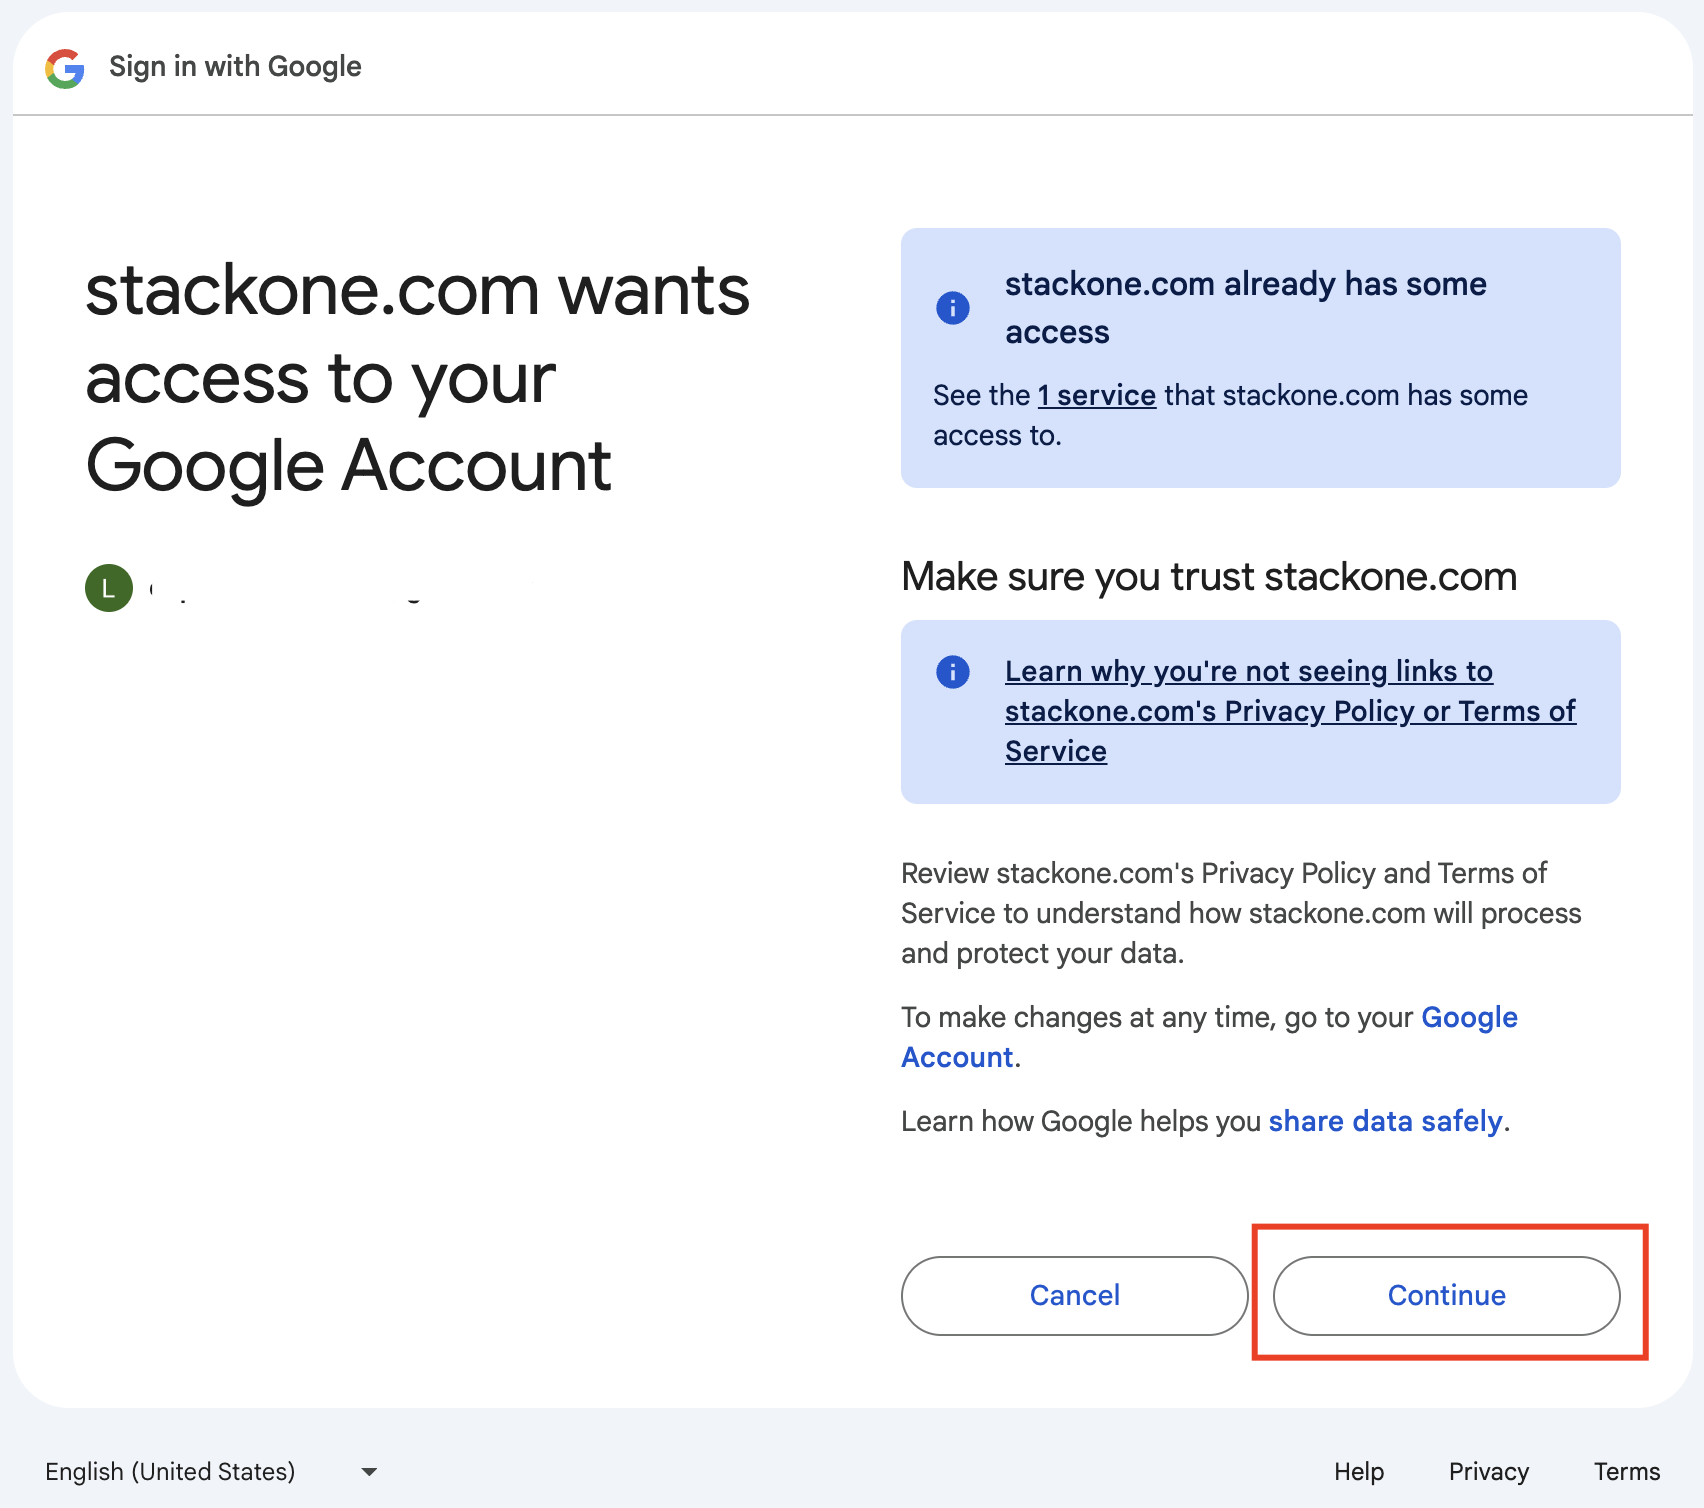 Sign in with Google
stackone.com wants
access to your
Google Account
L
stackone.com already has some
access
See the 1 service that stackone.com has some
access to.
Make sure you trust stackone.com
Learn why you're not seeing links to
stackone.com's Privacy Policy or Terms of
Service
Review stackone.com's Privacy Policy and Terms of
Service to understand how stackone.com will process
and protect your data.
To make changes at any time, go to your Google
Account.
Learn how Google helps you share data safely.
Cancel
Continue
English (United States)
Help
Privacy
Terms